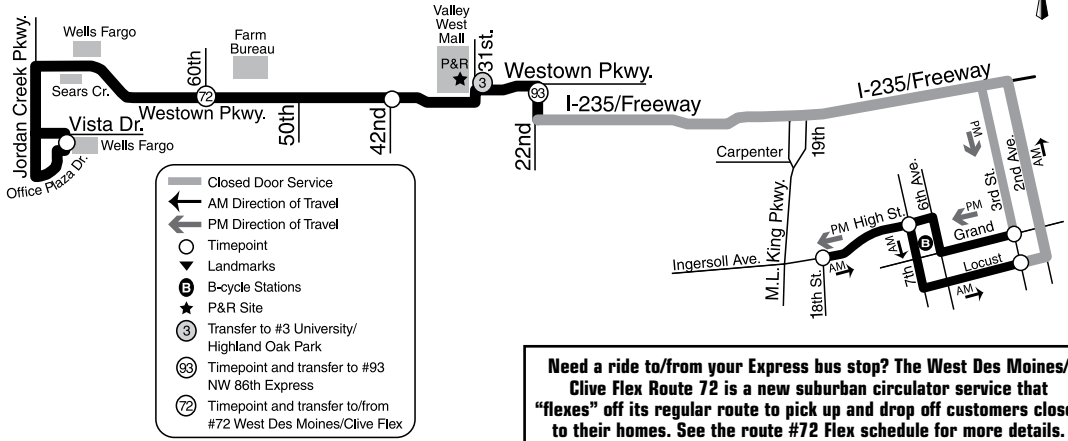 Jordan Creek Pkwy.
Wells Fargo
Sears Cr.
Vista Dr.
Wells Fargo
Office Plaza Dr.
60th
72
Westown Pkwy.
Farm
Bureau
50th
42nd
Valley
West
Mall
P&R
31st.
3
Westown Pkwy.
93
22nd
I-235/Freeway
I-235/Freeway
Carpenter
19th
M.L. King Pkwy.
PM
3rd St.
2nd Ave.
AM
6th Ave.
PM
High St.
PM
Grand
AM
B
Ingersoll Ave.
AM
18th St.
7th
Locust
AM
Closed Door Service
AM Direction of Travel
PM Direction of Travel
Timepoint
Landmarks
B B-cycle Stations
P&R Site
3 Transfer to #3 University/
Highland Oak Park
93 Timepoint and transfer to #93
NW 86th Express
72 Timepoint and transfer to/from
#72 West Des Moines/Clive Flex
Need a ride to/from your Express bus stop? The West Des Moines/
Clive Flex Route 72 is a new suburban circulator service that
"flexes" off its regular route to pick up and drop off customers close
to their homes. See the route #72 Flex schedule for more details.